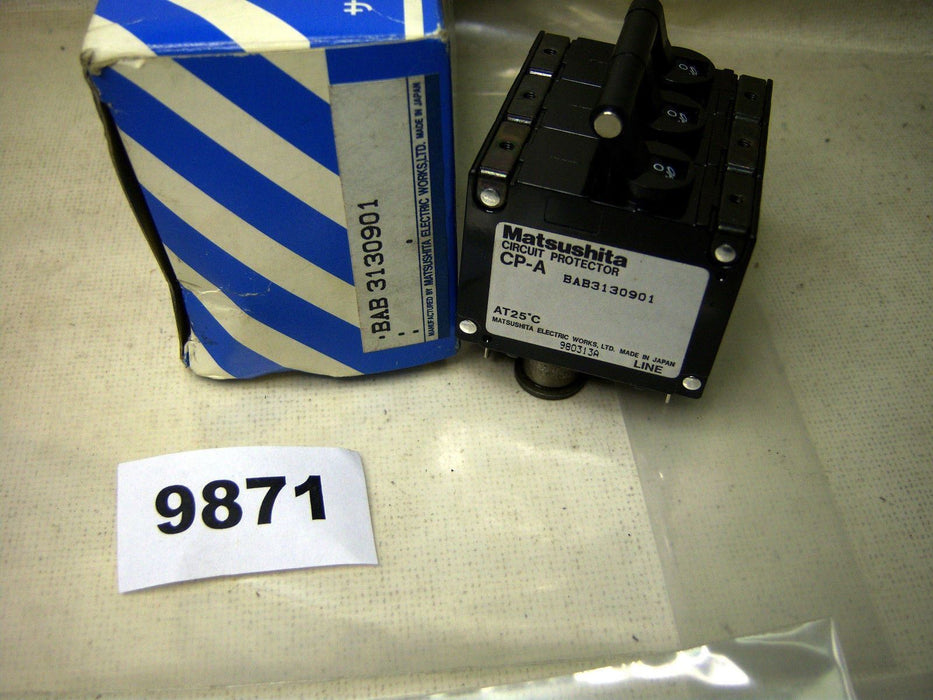 サ
BAB 3130901
MANUFACTURED BY MATSUSHITA ELECTRIC WORKS,LTD. MADE IN JAPAN
Matsushita
CIRCUIT PROTECTOR
CP-A
BAB3130901
AT25°C
MATSUSHITA ELECTRIC WORKS, LTD. MADE IN JAPAN
980313A
LINE
9871